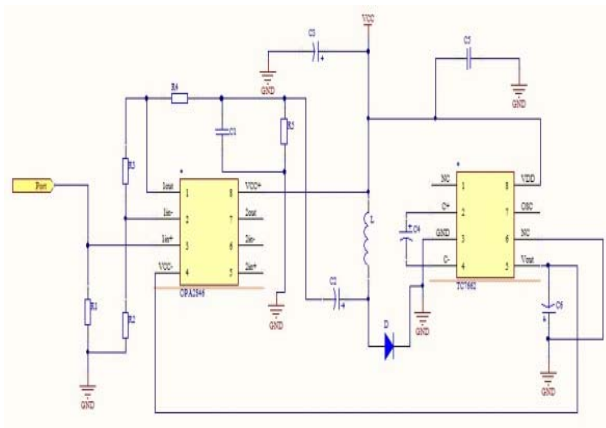 VCC
C3
GND
C5
GND
R4
C1
R5
R3
Port
1out
1in-
1in+
VCC-
1
2
3
4
8
7
6
5
VCC+
2out
2in-
2in+
OPA2846
R1
R2
GND
GND
C2
L
D
NC
C+
GND
C-
1
2
3
4
8
7
6
5
VDD
OSC
NC
Vout
TC7662
C4
GND
C6
GND